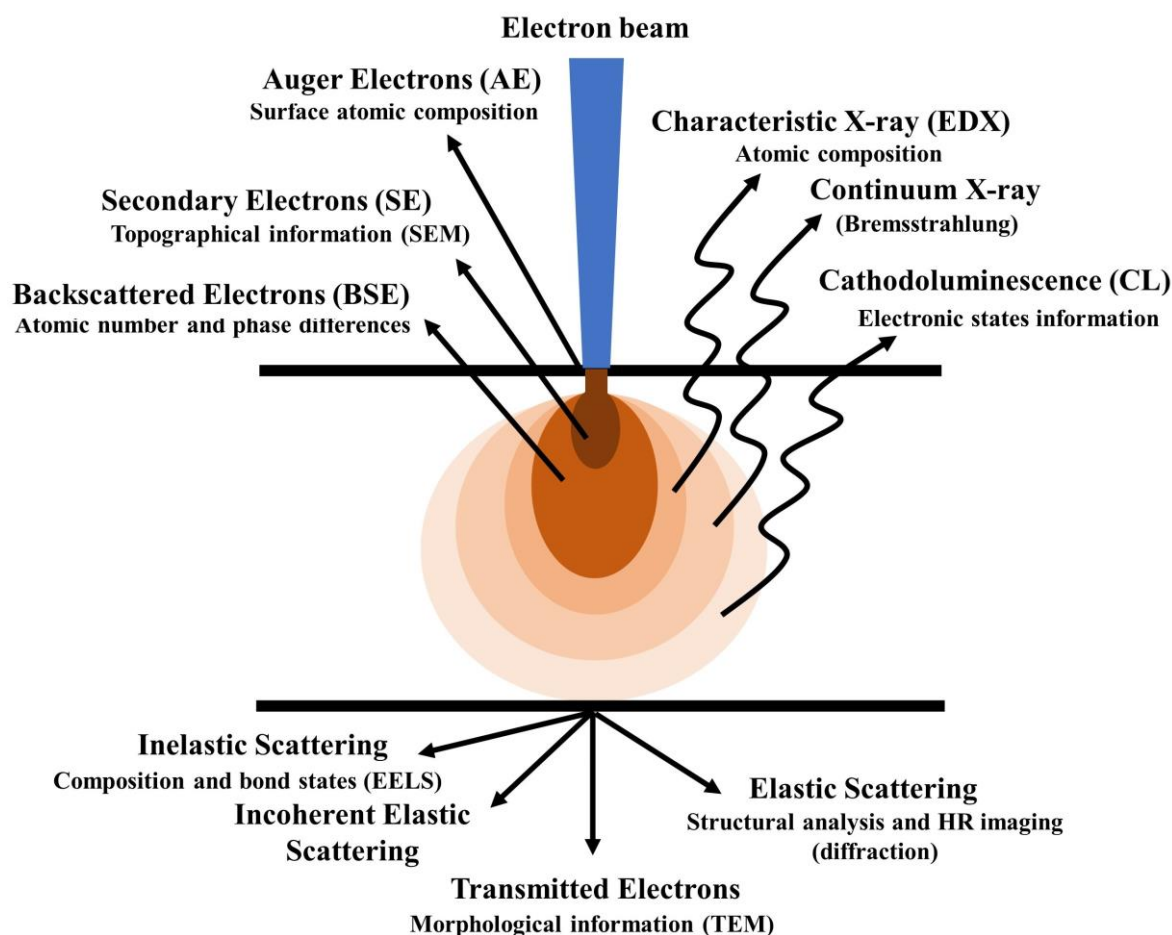 Electron beam
Auger Electrons (AE)
Surface atomic composition
Secondary Electrons (SE)
Topographical information (SEM)
Backscattered Electrons (BSE)
Atomic number and phase differences
Characteristic X-ray (EDX)
Atomic composition
Continuum X-ray
(Bremsstrahlung)
Cathodoluminescence (CL)
Electronic states information
Inelastic Scattering
Composition and bond states (EELS)
Incoherent Elastic
Scattering
Transmitted Electrons
Morphological information (TEM)
Elastic Scattering
Structural analysis and HR imaging
(diffraction)